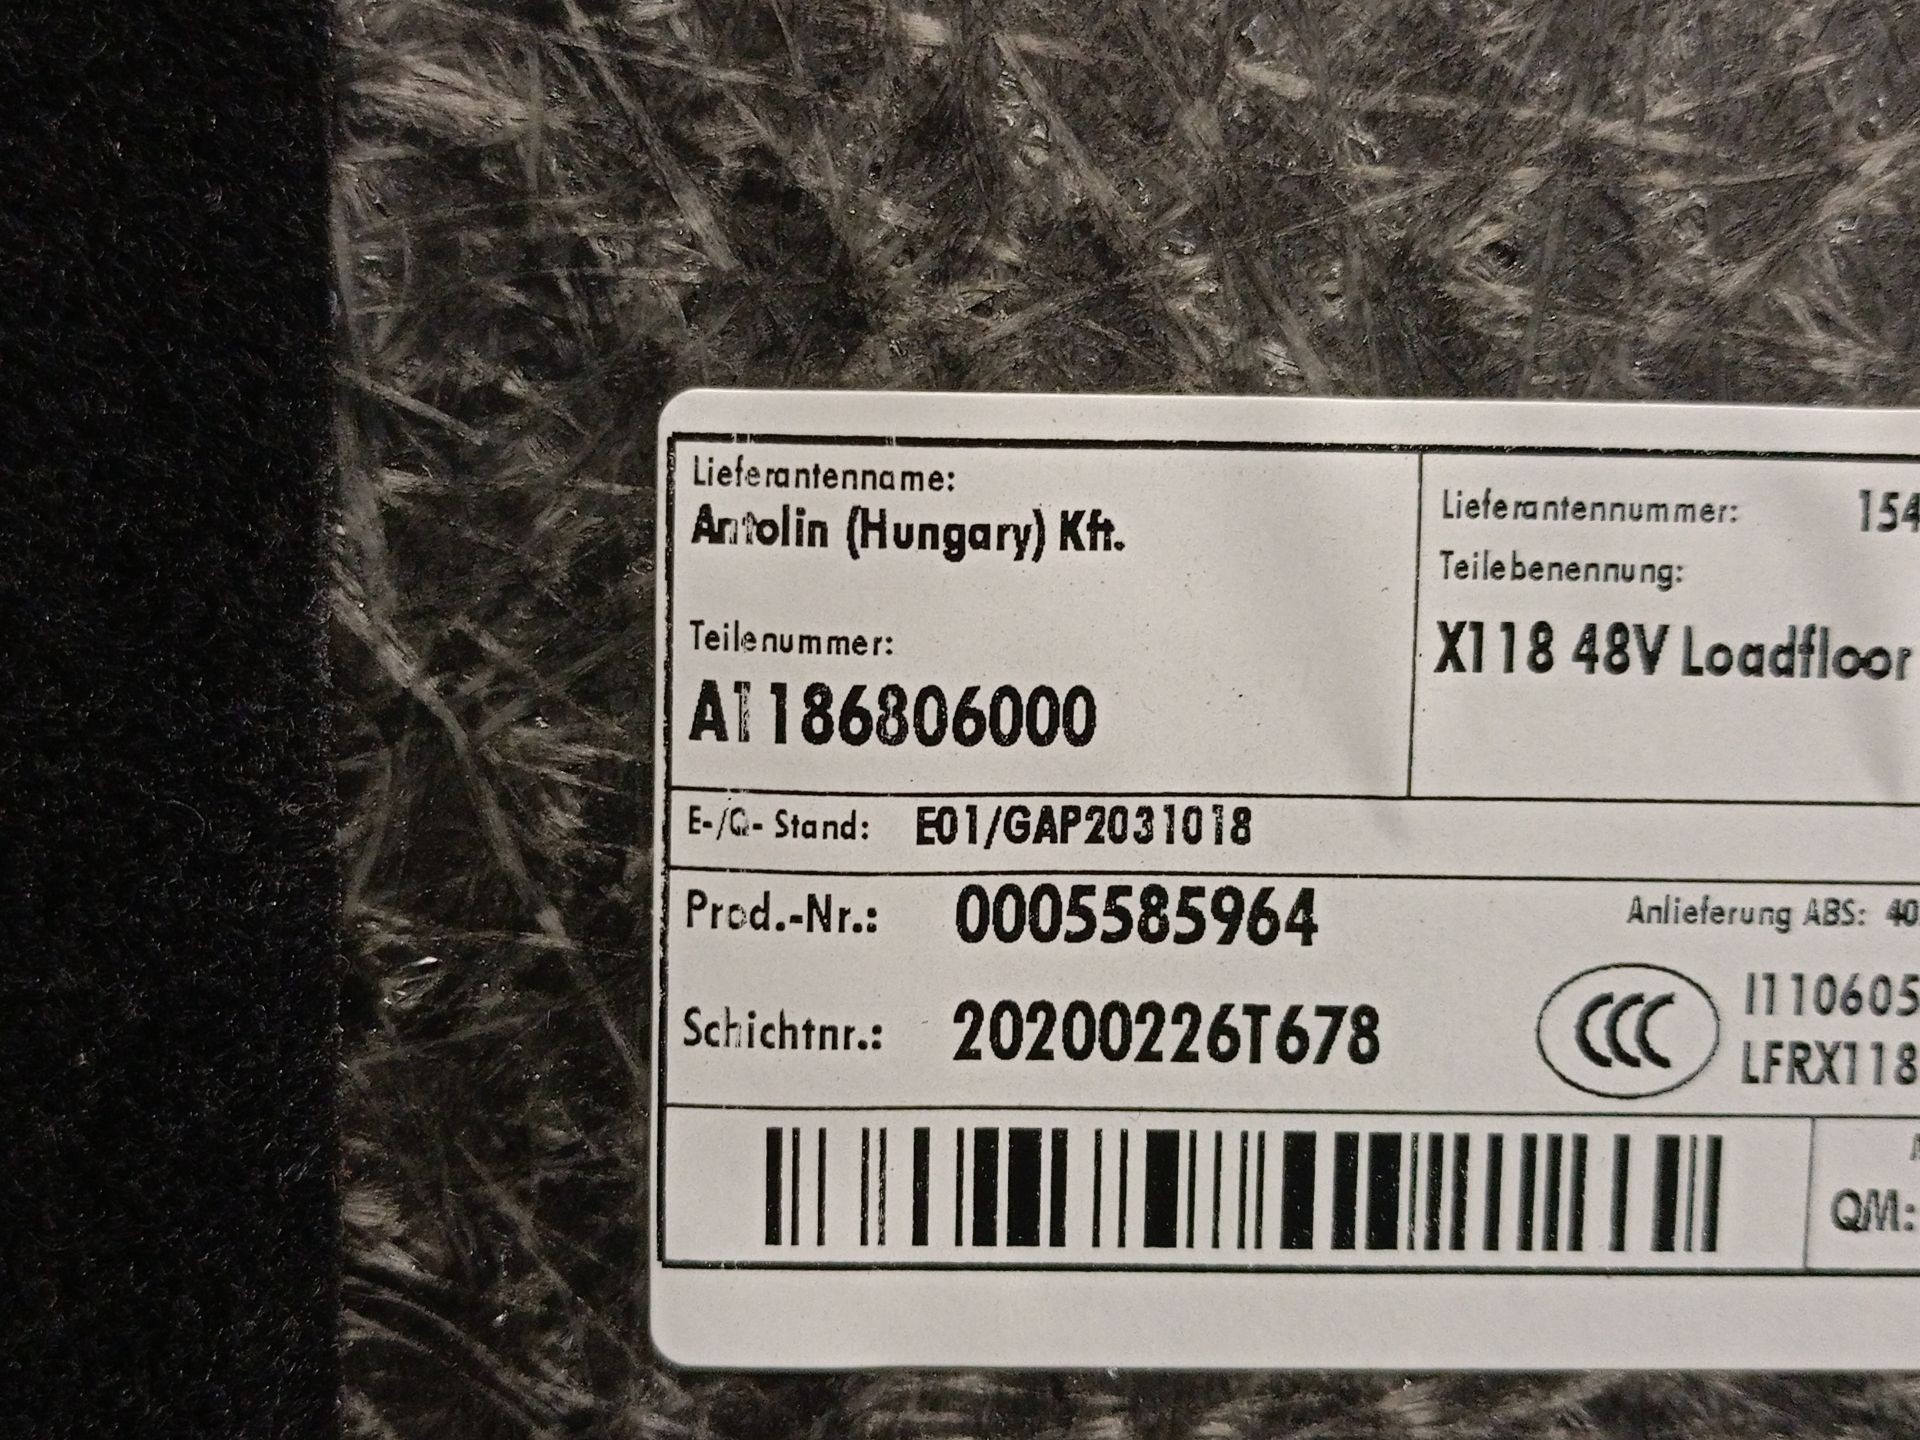 Lieferantenname:
Antolin (Hungary) Kft.
Teilenummer:
A1186806000
Lieferantennummer: 154
Teilebenennung:
X118 48V Loadfloor
E-/Q- Stand: E01/GAP2031018
Prod.-Nr.: 0005585964
Anlieferung ABS: 40
Schichtnr.: 20200226T678
CCC
I110605
LFRX118
QM: